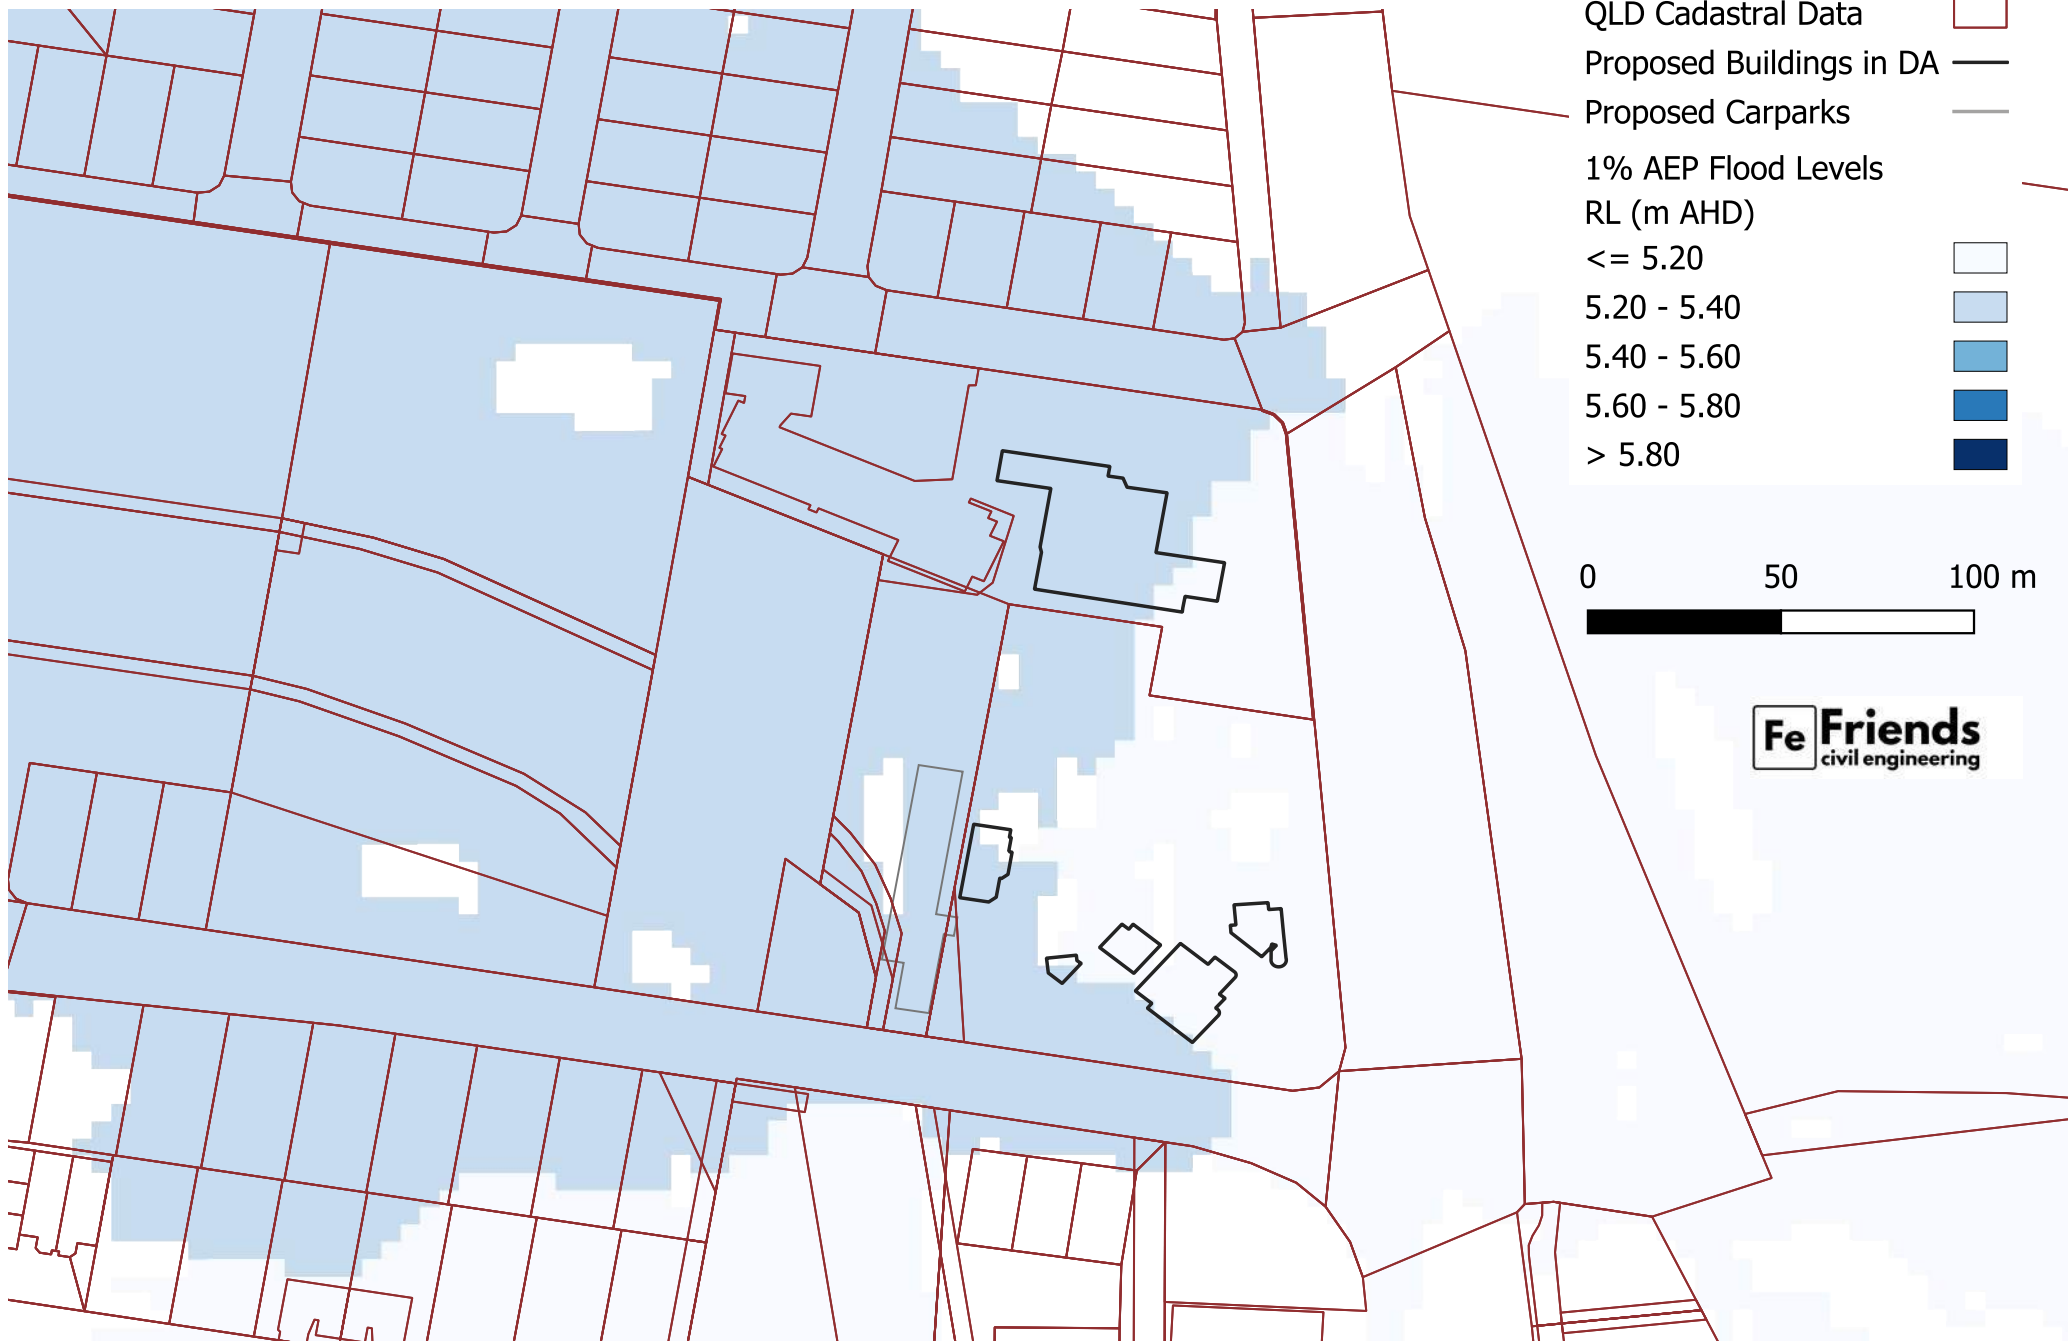 QLD Cadastral Data
Proposed Buildings in DA
Proposed Carparks
1% AEP Flood Levels
RL (m AHD)
<= 5.20
5.20 - 5.40
5.40 - 5.60
5.60 - 5.80
> 5.80
0 50 100 m
Fe Friends
civil engineering